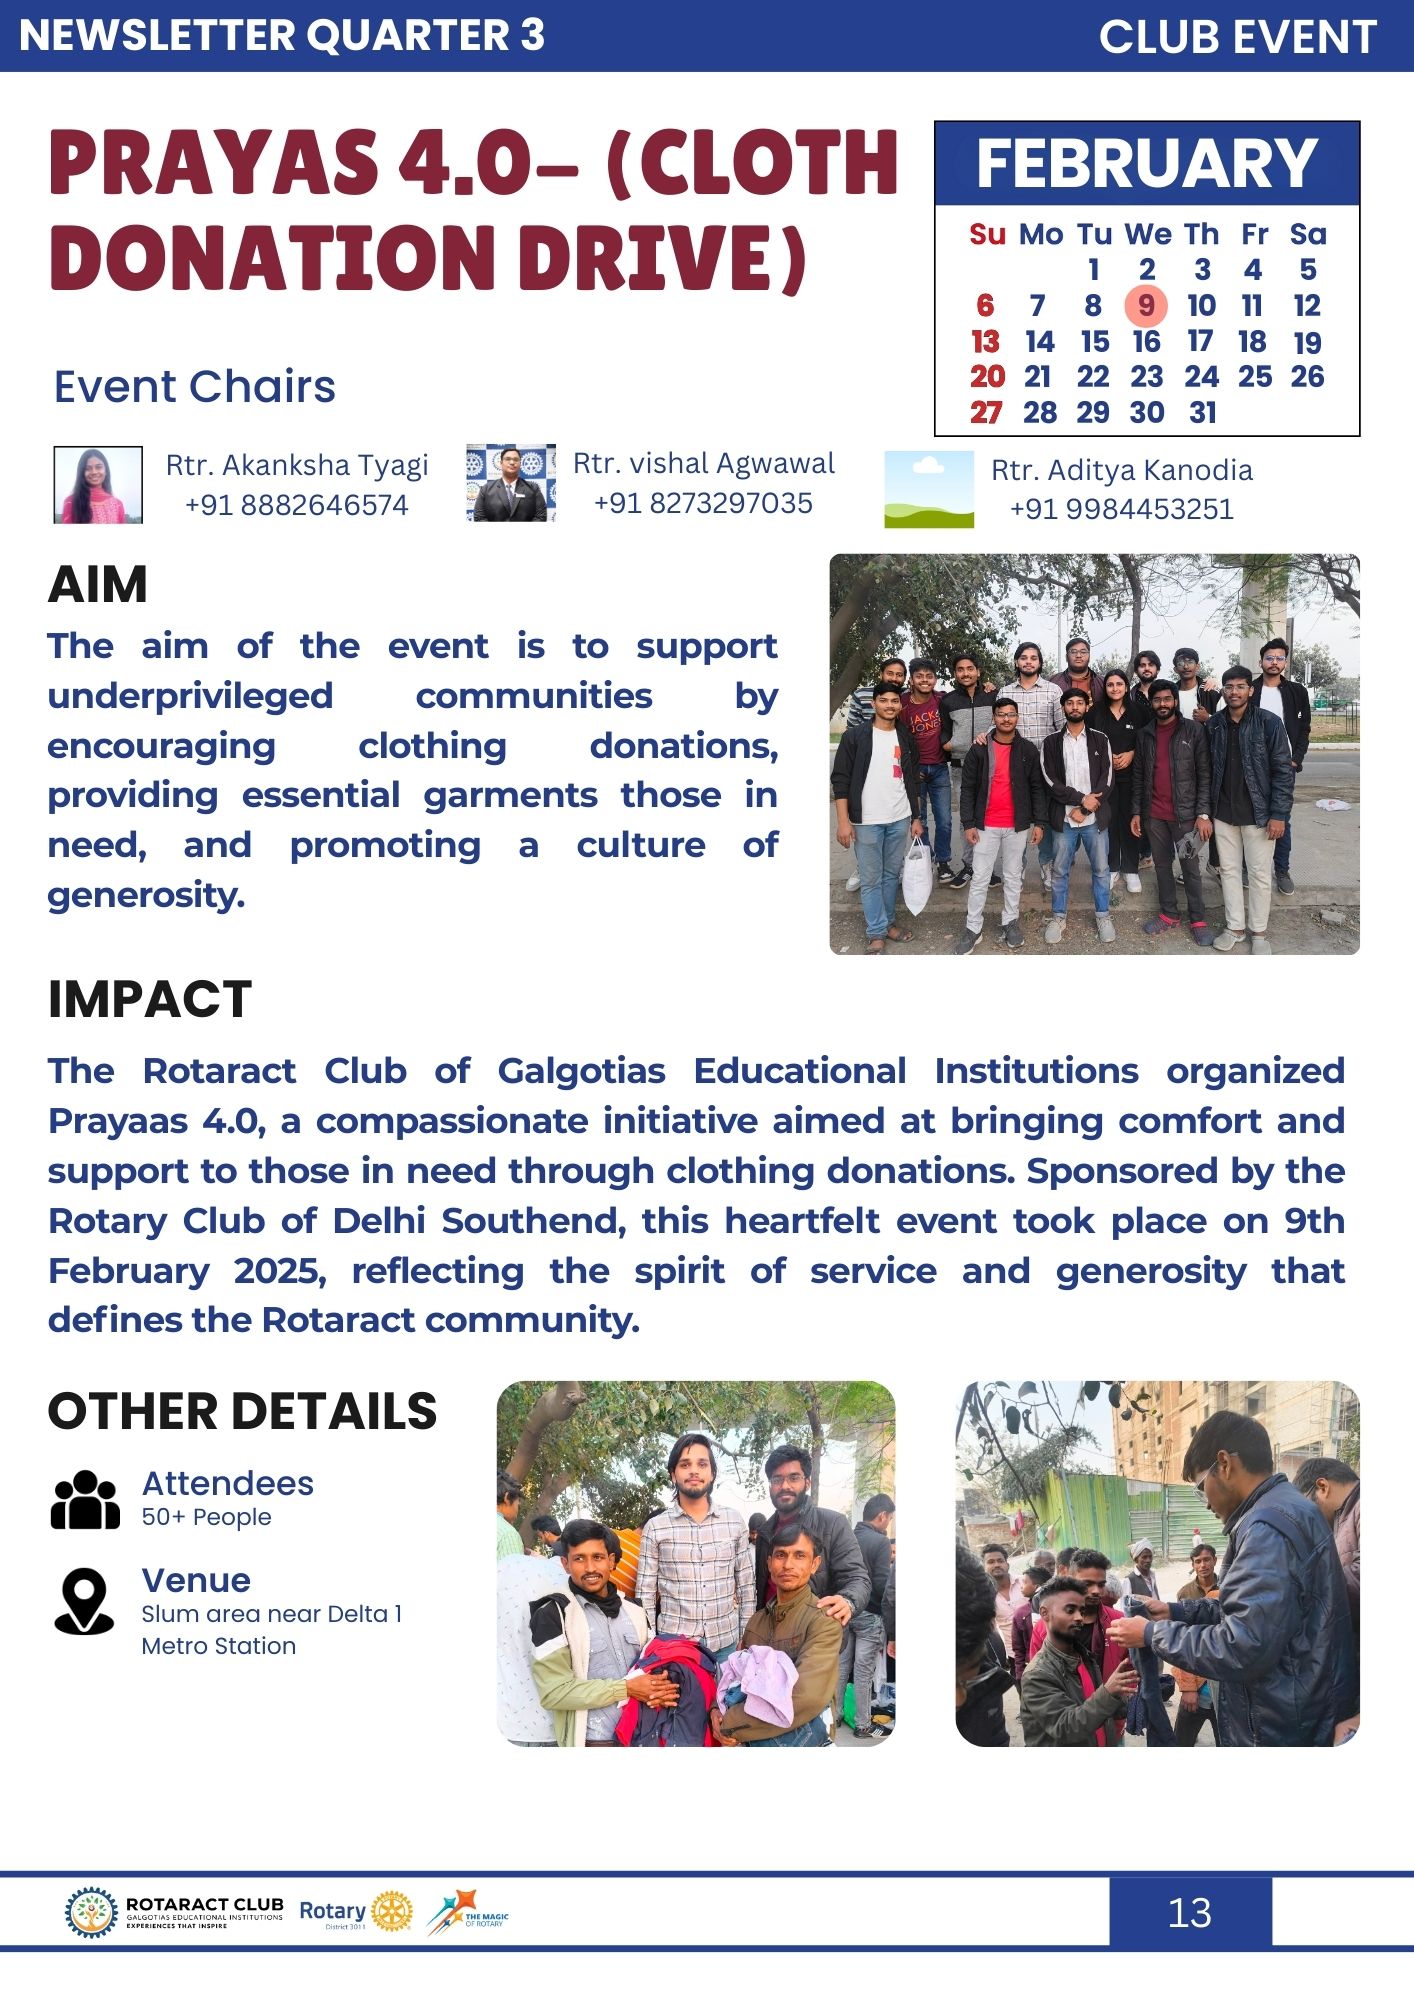 NEWSLETTER QUARTER 3
CLUB EVENT
PRAYAS 4.0– (CLOTH
DONATION DRIVE)
FEBRUARY
Su Mo Tu We Th Fr Sa
1 2 3 4 5
6 7 8 9 10 11 12
13 14 15 16 17 18 19
20 21 22 23 24 25 26
27 28 29 30 31
Event Chairs
Rtr. Akanksha Tyagi
+91 8882646574
Rtr. vishal Agwawal
+91 8273297035
Rtr. Aditya Kanodia
+91 9984453251
AIM
The aim of the event is to support
underprivileged communities by
encouraging clothing donations,
providing essential garments those in
need, and promoting a culture of
generosity.
JACK&
JONES
IMPACT
The Rotaract Club of Galgotias Educational Institutions organized
Prayaas 4.0, a compassionate initiative aimed at bringing comfort and
support to those in need through clothing donations. Sponsored by the
Rotary Club of Delhi Southend, this heartfelt event took place on 9th
February 2025, reflecting the spirit of service and generosity that
defines the Rotaract community.
OTHER DETAILS
Attendees
50+ People
Venue
Slum area near Delta 1
Metro Station
ROTARACT CLUB
GALGOTIAS EDUCATIONAL INSTITUTIONS
EXPERIENCES THAT INSPIRE
Rotary
District 3011
THE MAGIC
OF ROTARY
13